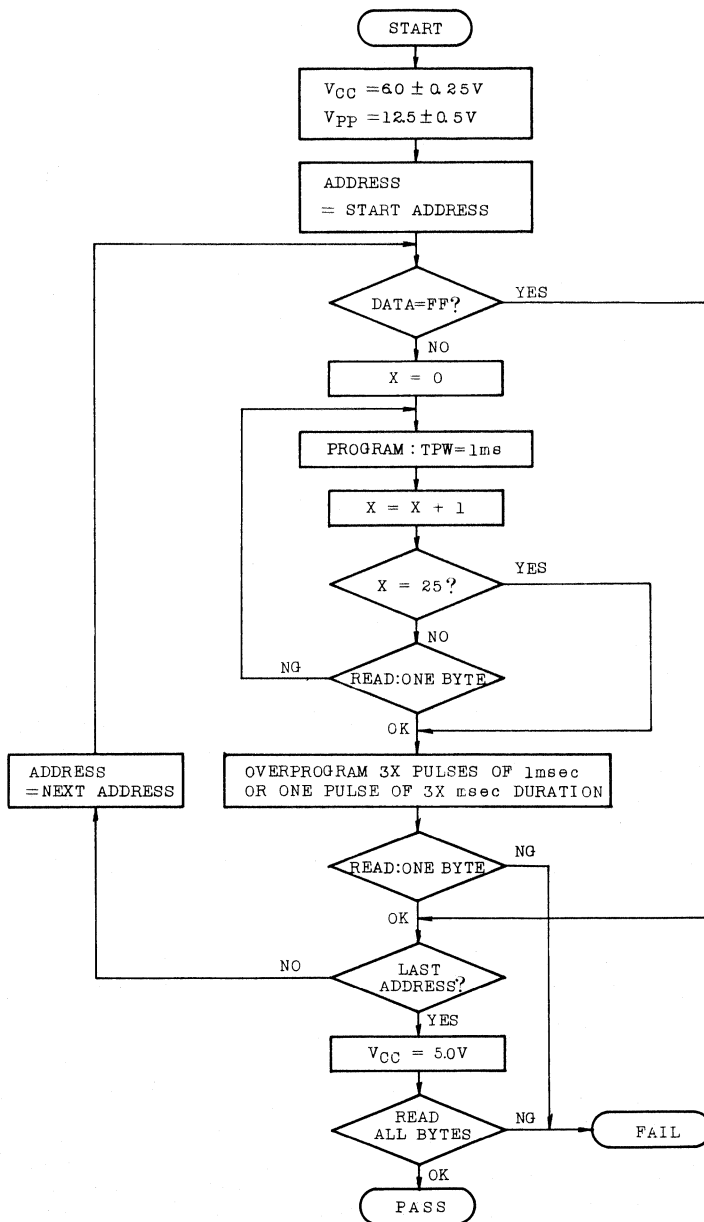 START
VCC =6.0 ± 0.25V
VPP =12.5±0.5V
ADDRESS
= START ADDRESS
DATA=FF?
YES
NO
X = 0
PROGRAM:TPW=1ms
X = X + 1
X = 25?
YES
NO
READ:ONE BYTE
NG
OK
ADDRESS
=NEXT ADDRESS
OVERPROGRAM 3X PULSES OF 1msec
OR ONE PULSE OF 3X msec DURATION
READ:ONE BYTE
NG
OK
LAST
ADDRESS?
NO
YES
VCC = 5.0V
READ
ALL BYTES
NG
FAIL
OK
PASS